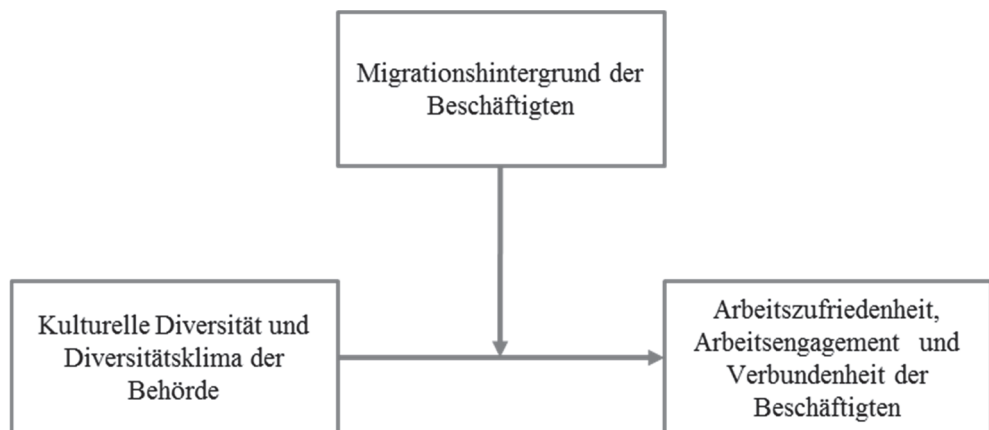 Migrationshintergrund der
Beschäftigten
Kulturelle Diversität und
Diversitätsklima der
Behörde
Arbeitszufriedenheit,
Arbeitsengagement und
Verbundenheit der
Beschäftigten